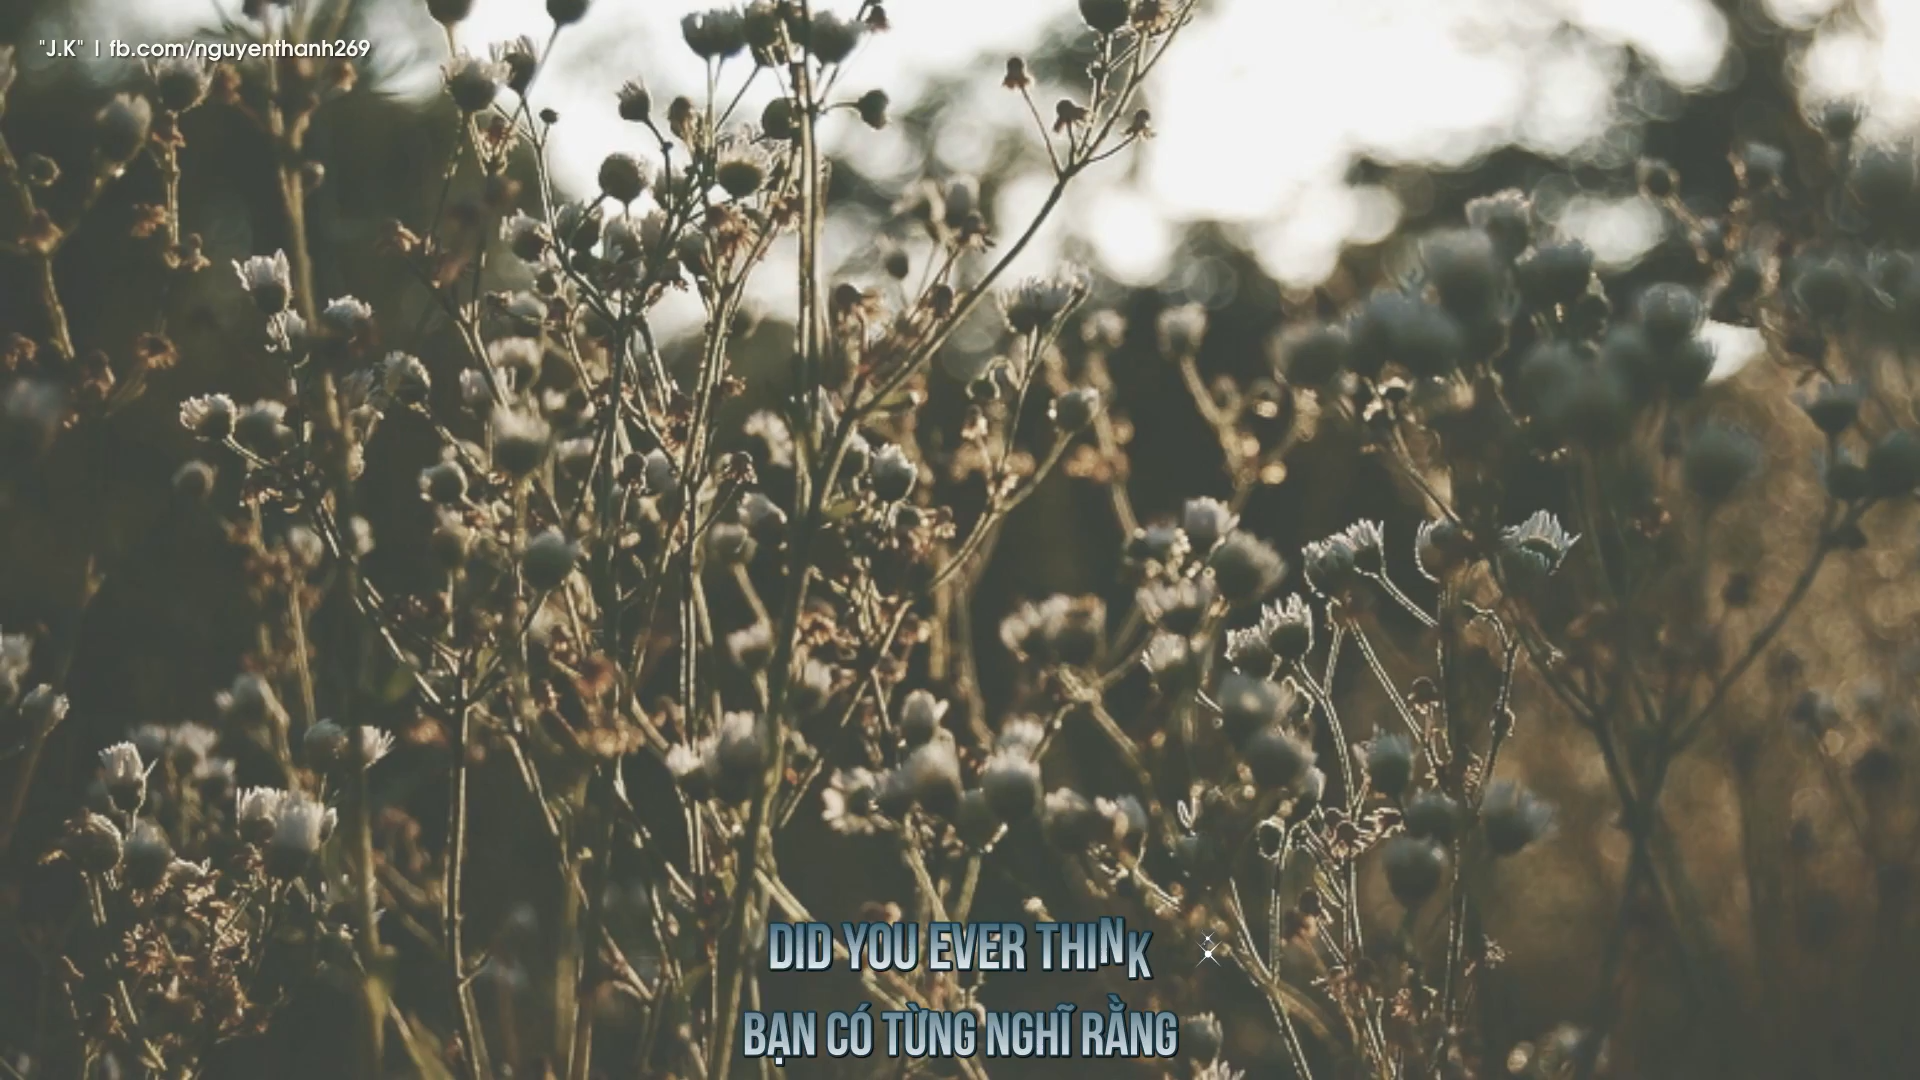 "J.K" | fb.com/nguyenthanh269
DID YOU EVER THINK
BẠN CÓ TỪNG NGHĨ RẰNG